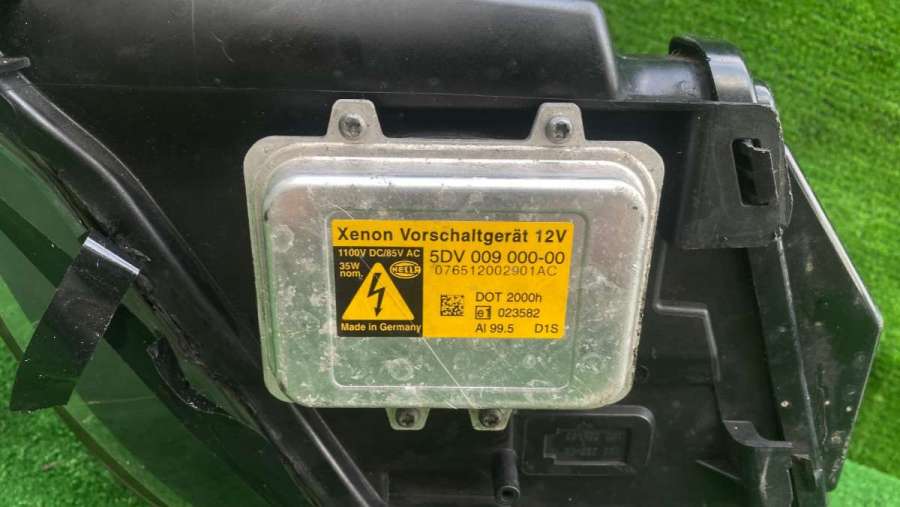 Xenon Vorschaltgerät 12V
1100V DC/85V AC
35W
nom.
HELLA
Made in Germany
5DV 009 000-00
076512002901AC
DOT 2000h
e1 023582
Al 99.5 D1S